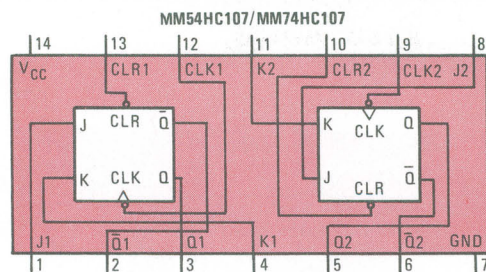 MM54HC107/MM74HC107
14 13 12 11 10 9 8
VCC CLR1 CLK1 K2 CLR2 CLK2 J2
J CLR Q̅ K CLK Q
K CLK Q J CLR Q̅
J1 Q̅1 Q1 K1 Q2 Q̅2 GND
1 2 3 4 5 6 7